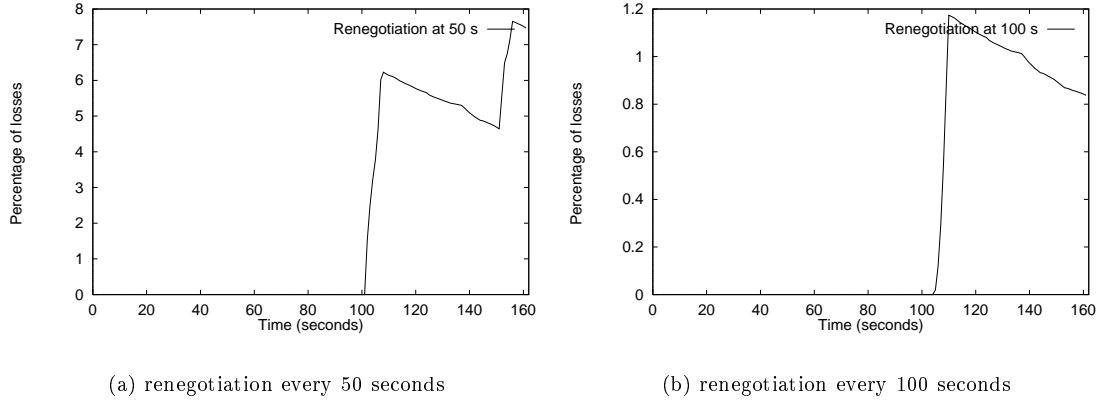 Percentage of losses
8
7
6
5
4
3
2
1
0
Renegotiation at 50 s
0 20 40 60 80 100 120 140 160
Time (seconds)
(a) renegotiation every 50 seconds
Percentage of losses
1.2
1
0.8
0.6
0.4
0.2
0
Renegotiation at 100 s
0 20 40 60 80 100 120 140 160
Time (seconds)
(b) renegotiation every 100 seconds